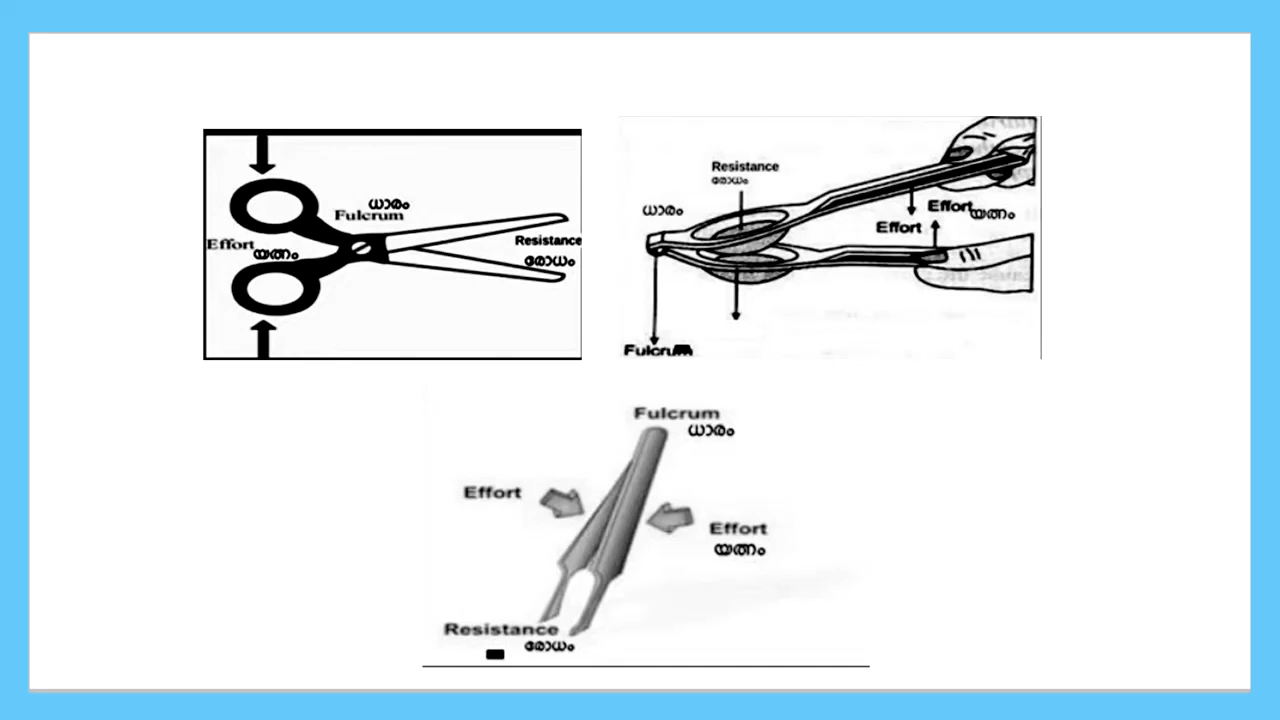 ധാരം
Fulcrum
Effort
യത്നം
Resistance
രോധം
Resistance
രോധം
ധാരം
Effort
യത്നം
Effort
Fulcrum
Fulcrum
ധാരം
Effort
Effort
യത്നം
Resistance
രോധം